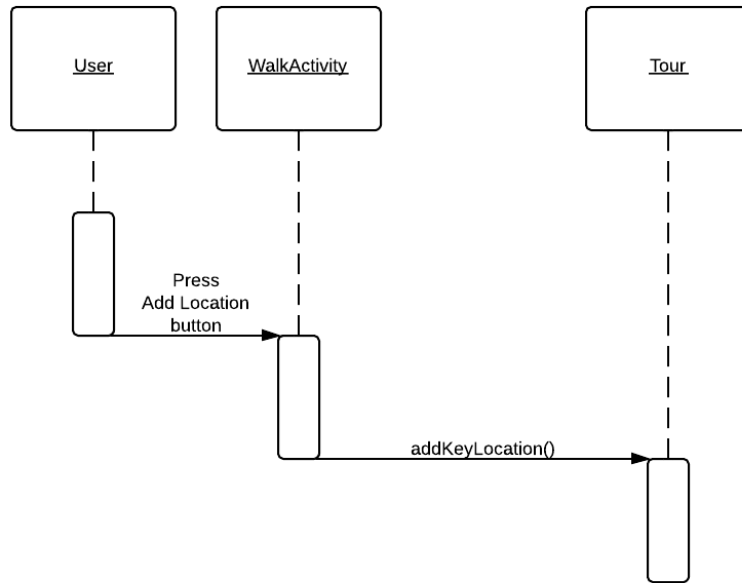 User
WalkActivity
Tour
Press
Add Location
button
addKeyLocation()